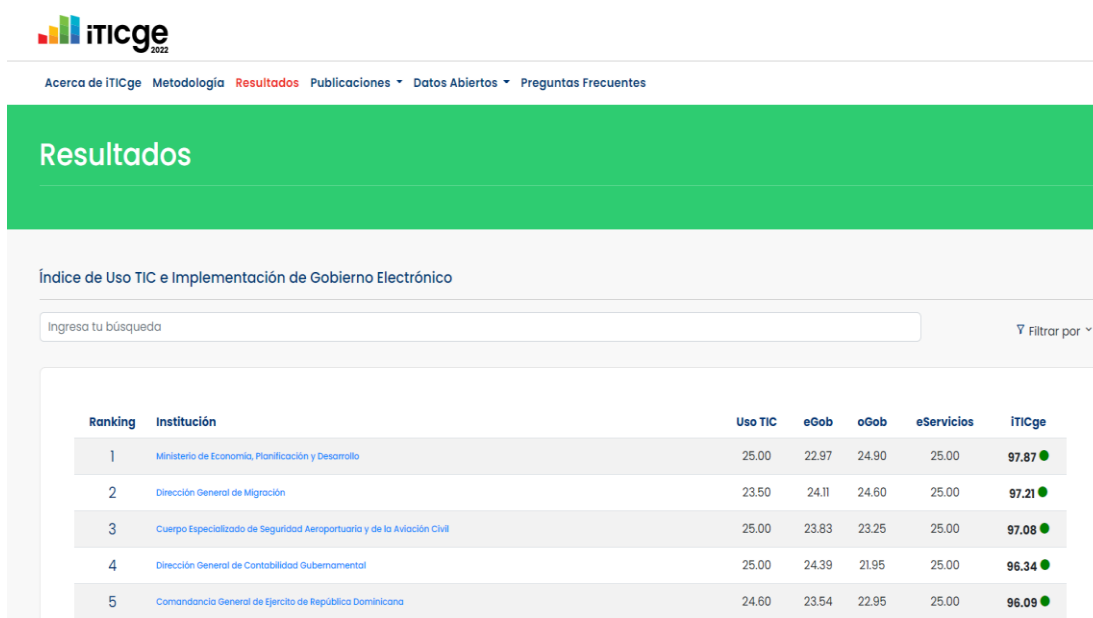 iTICge
2022
Acerca de iTICge Metodología Resultados Publicaciones Datos Abiertos Preguntas Frecuentes
Resultados
Índice de Uso TIC e Implementación de Gobierno Electrónico
Ingresa tu búsqueda
Filtrar por
Ranking Institución Uso TIC eGob oGob eServicios iTICge
1 Ministerio de Economía, Planificación y Desarrollo 25.00 22.97 24.90 25.00 97.87
2 Dirección General de Migración 23.50 24.11 24.60 25.00 97.21
3 Cuerpo Especializado de Seguridad Aeroportuaria y de la Aviación Civil 25.00 23.83 23.25 25.00 97.08
4 Dirección General de Contabilidad Gubernamental 25.00 24.39 21.95 25.00 96.34
5 Comandancia General de Ejercito de República Dominicana 24.60 23.54 22.95 25.00 96.09